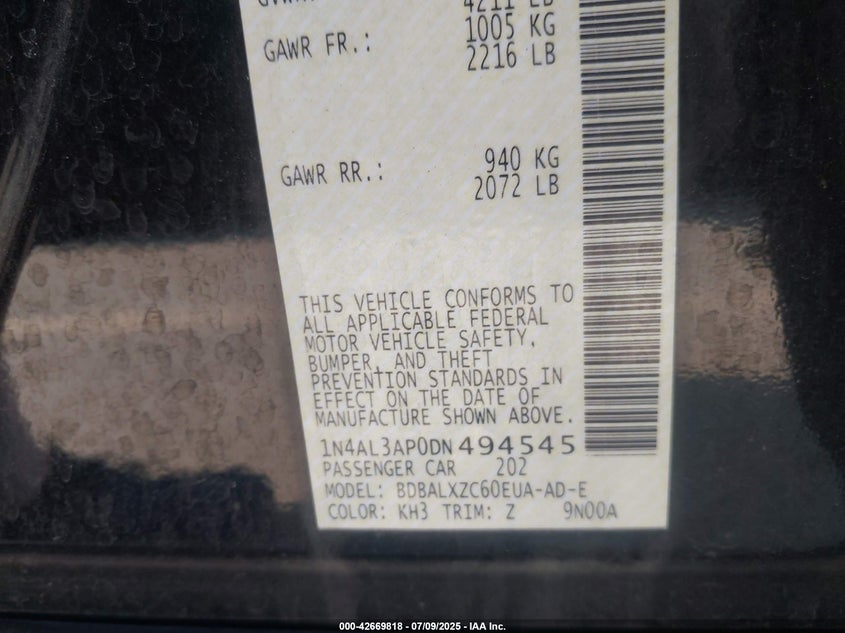 4211 LB
GAWR FR.: 1005 KG
2216 LB
GAWR RR.: 940 KG
2072 LB
THIS VEHICLE CONFORMS TO
ALL APPLICABLE FEDERAL
MOTOR VEHICLE SAFETY,
BUMPER, AND THEFT
PREVENTION STANDARDS IN
EFFECT ON THE DATE OF
MANUFACTURE SHOWN ABOVE.
1N4AL3AP0DN494545
PASSENGER CAR 202
MODEL: BDBALXZC60EUA-AD-E
COLOR: KH3 TRIM: Z 9N00A
000-42669818 - 07/09/2025 - IAA Inc.